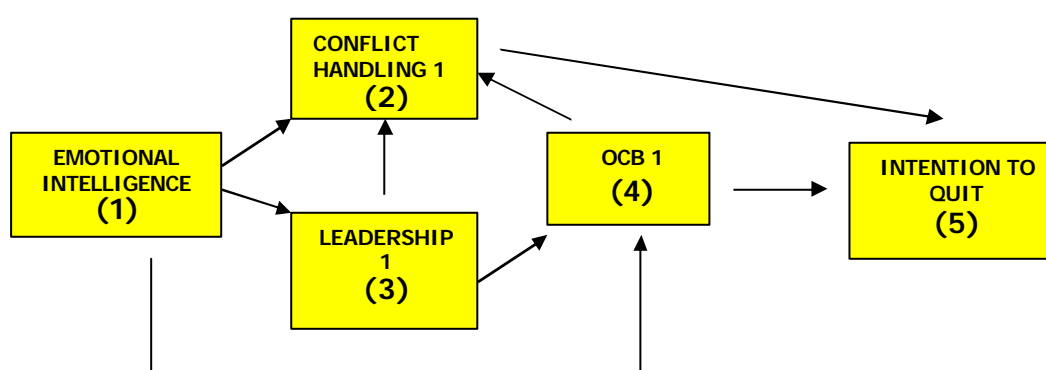 CONFLICT
HANDLING 1
(2)
EMOTIONAL
INTELLIGENCE
(1)
OCB 1
(4)
INTENTION TO
QUIT
(5)
LEADERSHIP
1
(3)